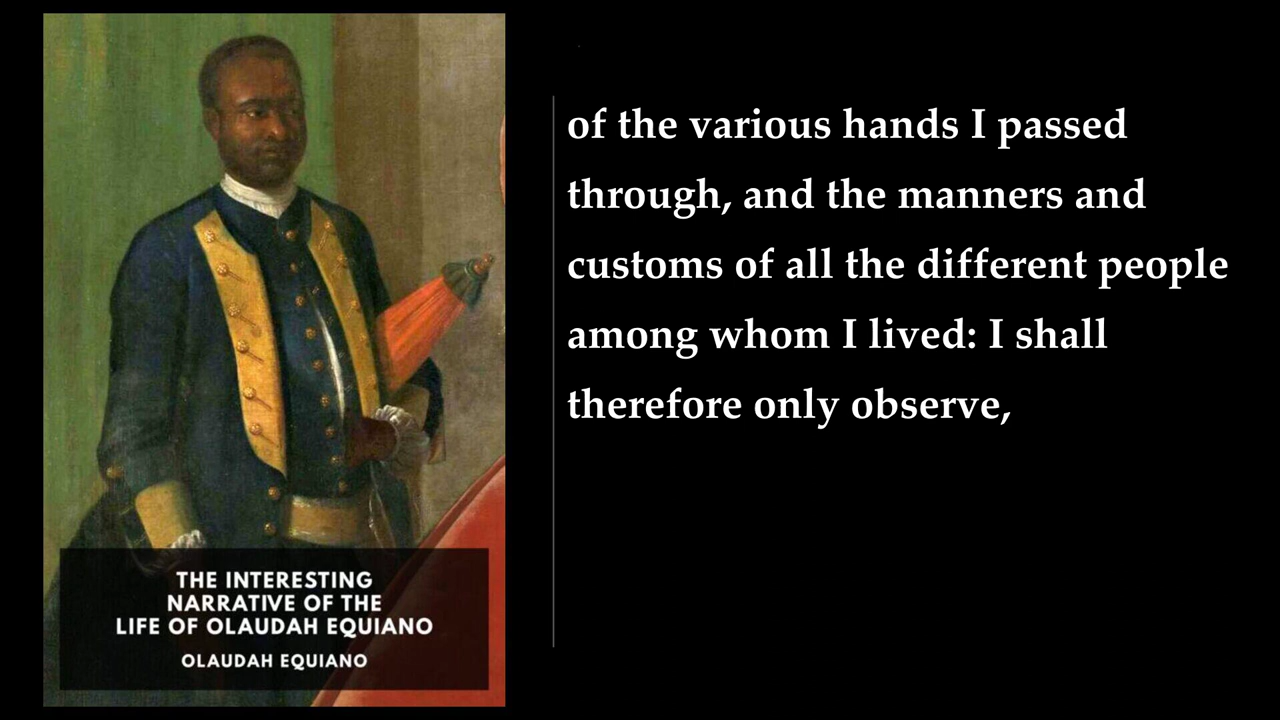 of the various hands I passed
through, and the manners and
customs of all the different people
among whom I lived: I shall
therefore only observe,
THE INTERESTING
NARRATIVE OF THE
LIFE OF OLAUDAH EQUIANO
OLAUDAH EQUIANO